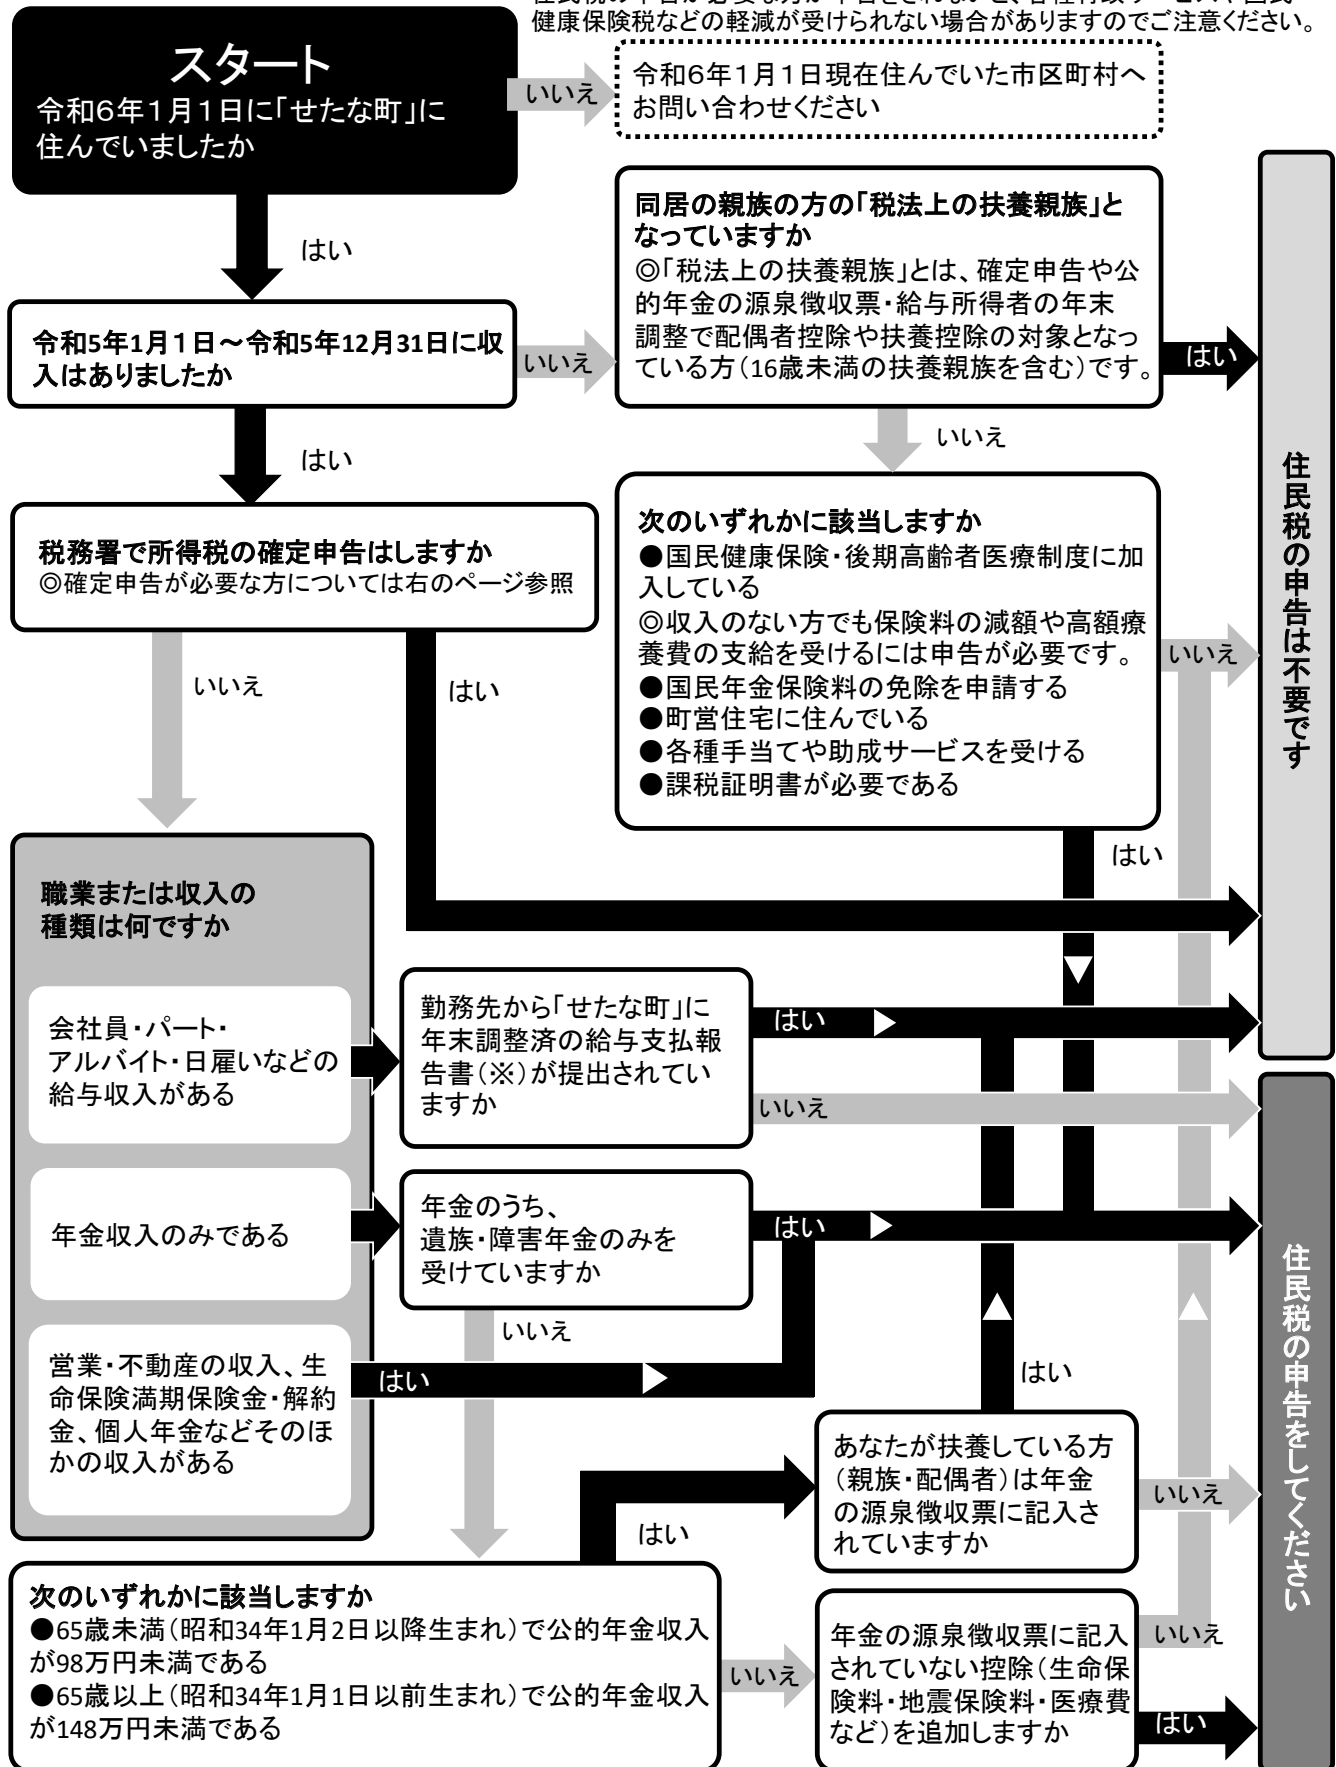 健康保険税などの軽減が受けられない場合がありますのでご注意ください。
スタート
令和6年1月1日に「せたな町」に
住んでいましたか
いいえ
令和6年1月1日現在住んでいた市区町村へ
お問い合わせください
はい
同居の親族の方の「税法上の扶養親族」と
なっていますか
◎「税法上の扶養親族」とは、確定申告や公
的年金の源泉徴収票・給与所得者の年末
調整で配偶者控除や扶養控除の対象となっ
ている方(16歳未満の扶養親族を含む)です。
はい
令和5年1月1日～令和5年12月31日に収
入はありましたか
いいえ
はい
いいえ
税務署で所得税の確定申告はしますか
◎確定申告が必要な方については右のページ参照
いいえ
はい
次のいずれかに該当しますか
●国民健康保険・後期高齢者医療制度に加
入している
◎収入のない方でも保険料の減額や高額療
養費の支給を受けるには申告が必要です。
●国民年金保険料の免除を申請する
●町営住宅に住んでいる
●各種手当てや助成サービスを受ける
●課税証明書が必要である
いいえ
はい
住民税の申告は不要です
職業または収入の
種類は何ですか
会社員・パート・
アルバイト・日雇いなどの
給与収入がある
勤務先から「せたな町」に
年末調整済の給与支払報
告書(※)が提出されてい
ますか
はい
いいえ
年金収入のみである
年金のうち、
遺族・障害年金のみを
受けていますか
はい
いいえ
営業・不動産の収入、生
命保険満期保険金・解約
金、個人年金などそのほ
かの収入がある
はい
はい
あなたが扶養している方
(親族・配偶者)は年金
の源泉徴収票に記入さ
れていますか
いいえ
はい
次のいずれかに該当しますか
●65歳未満(昭和34年1月2日以降生まれ)で公的年金収入
が98万円未満である
●65歳以上(昭和34年1月1日以前生まれ)で公的年金収入
が148万円未満である
いいえ
年金の源泉徴収票に記入
されていない控除(生命保
険料・地震保険料・医療費
など)を追加しますか
いいえ
はい
住民税の申告をしてください